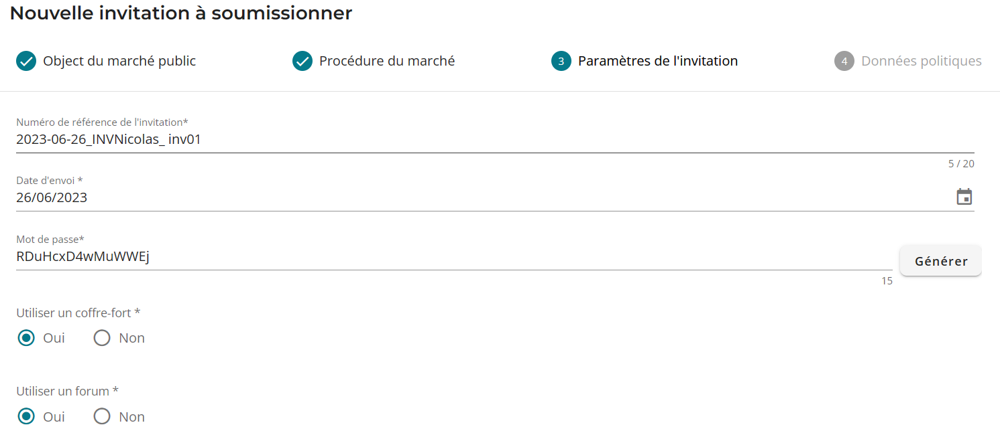 Nouvelle invitation à soumissionner
Object du marché public
Procédure du marché
3 Paramètres de l'invitation
4 Données politiques
Numéro de référence de l'invitation*
2023-06-26_INVNicolas_ inv01
5 / 20
Date d'envoi *
26/06/2023
Mot de passe*
RDuHcxD4wMuWWEj
Générer
15
Utiliser un coffre-fort *
Oui Non
Utiliser un forum *
Oui Non